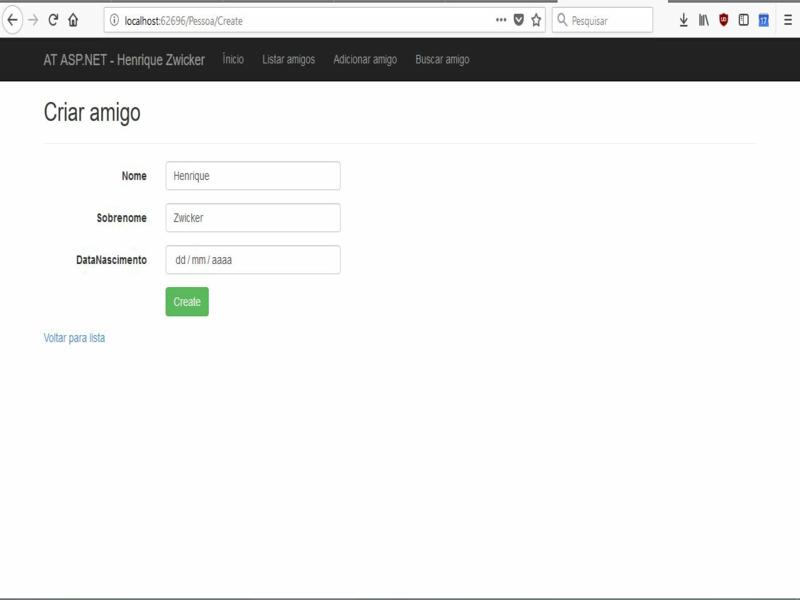 localhost:62696/Pessoa/Create
Pesquisar
17
AT ASP.NET - Henrique Zwicker Ínicio Listar amigos Adicionar amigo Buscar amigo
Criar amigo
Nome Henrique
Sobrenome Zwicker
DataNascimento dd / mm / aaaa
Create
Voltar para lista